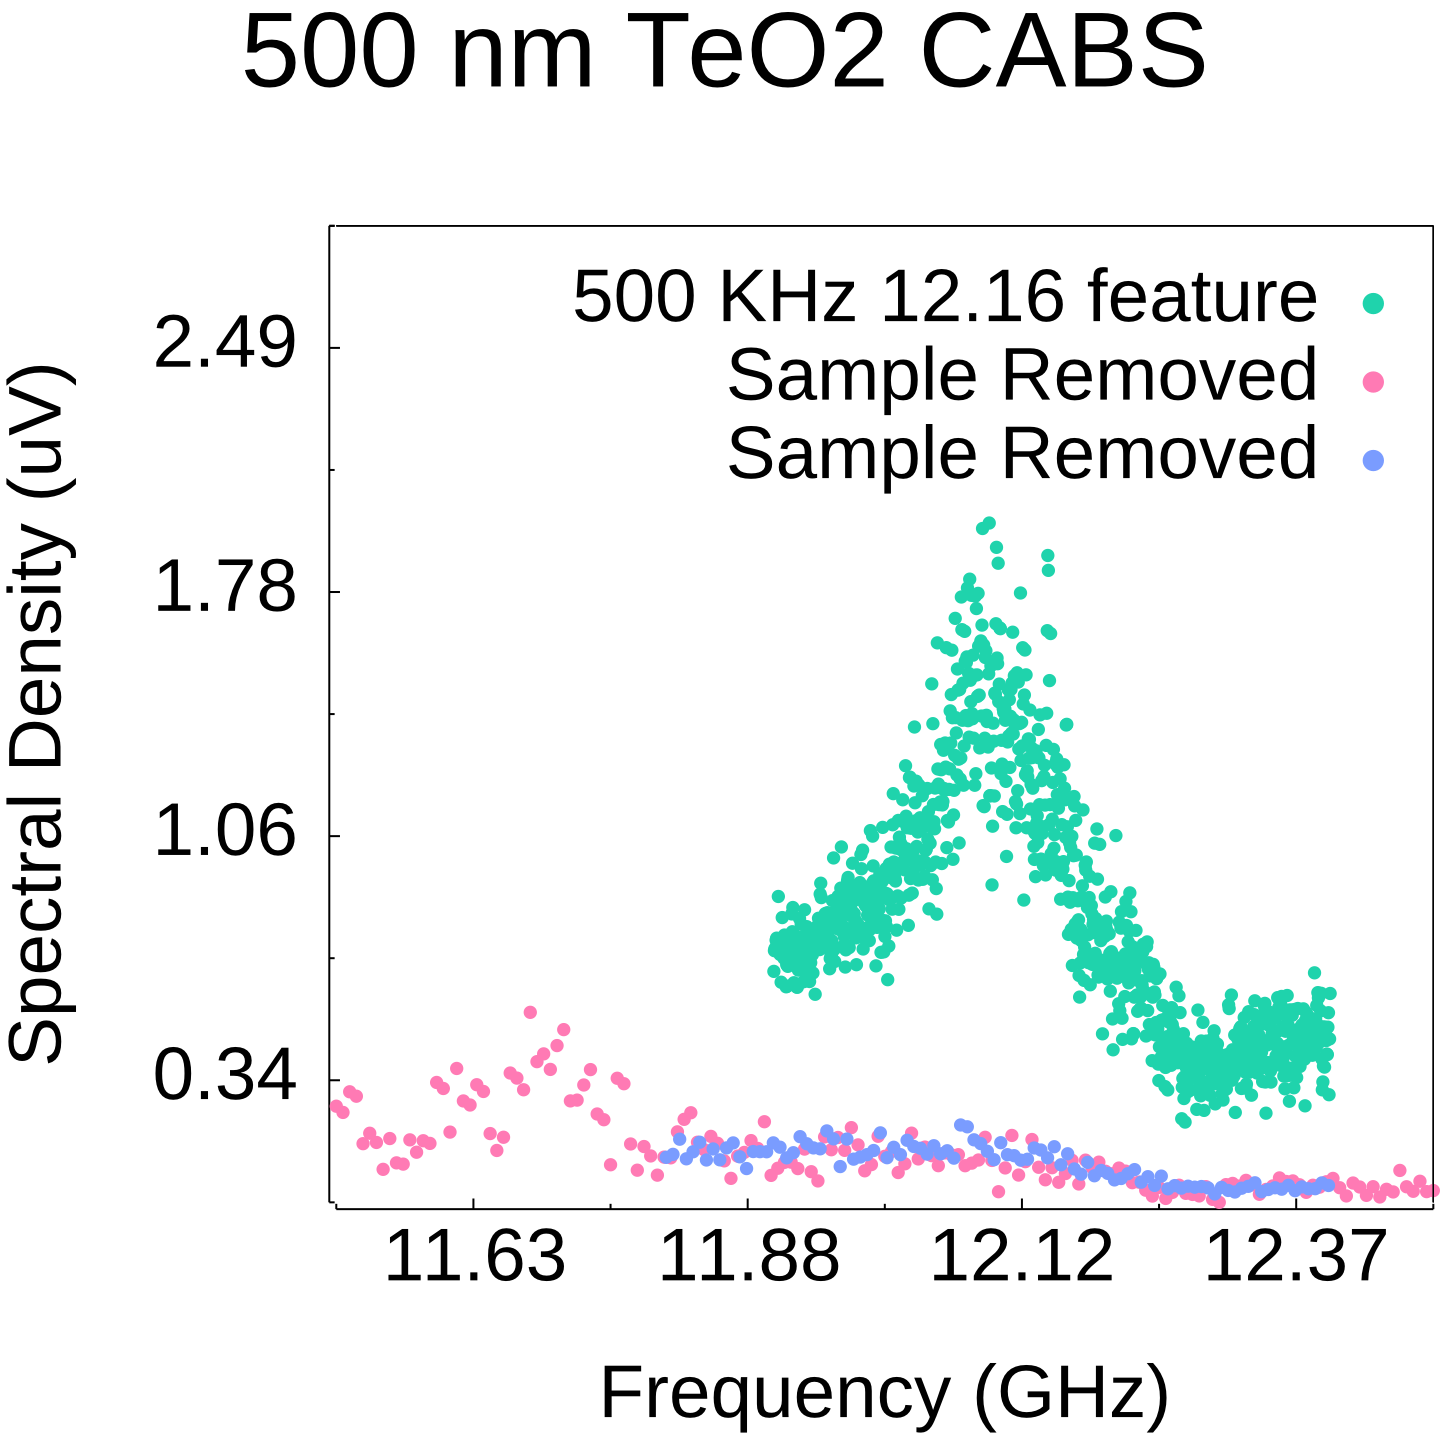 500 nm TeO2 CABS
500 KHz 12.16 feature
Sample Removed
Sample Removed
Spectral Density (uV)
2.49
1.78
1.06
0.34
11.63
11.88
12.12
12.37
Frequency (GHz)